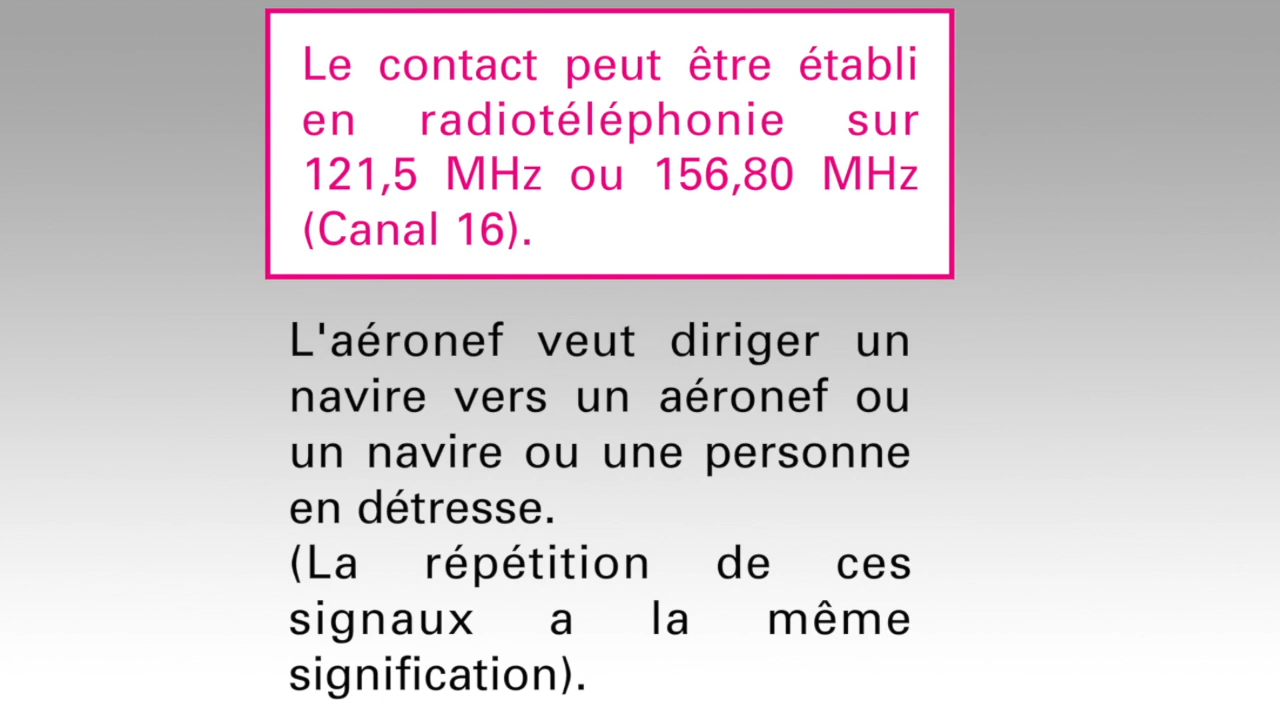 Le contact peut être établi
en radiotéléphonie sur
121,5 MHz ou 156,80 MHz
(Canal 16).
L'aéronef veut diriger un
navire vers un aéronef ou
un navire ou une personne
en détresse.
(La répétition de ces
signaux a la même
signification).